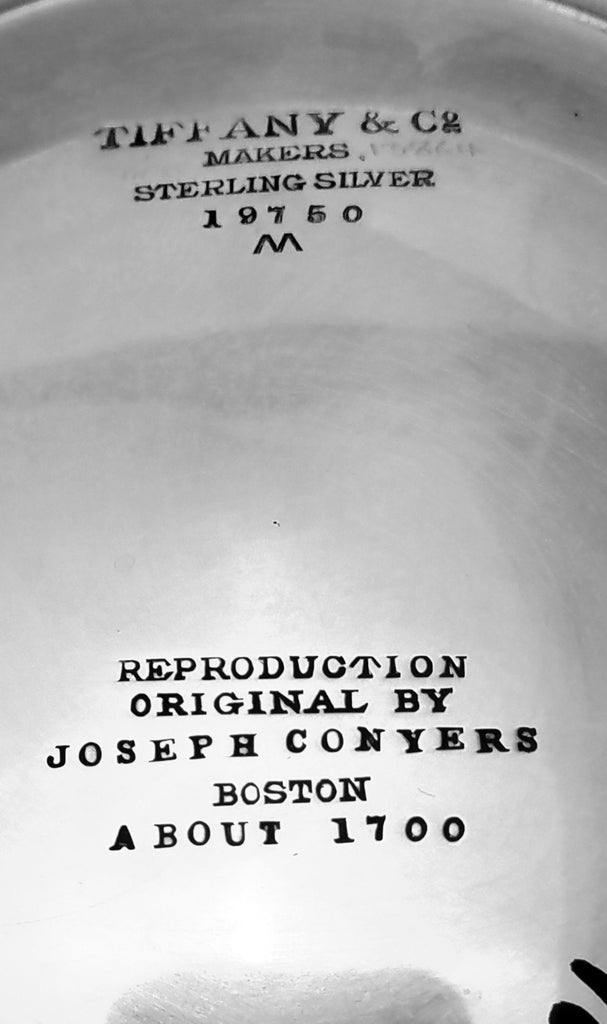 TIFFANY & Co
MAKERS
STERLING SILVER
19750
M
REPRODUCTION
ORIGINAL BY
JOSEPH CONYERS
BOSTON
ABOUT 1700